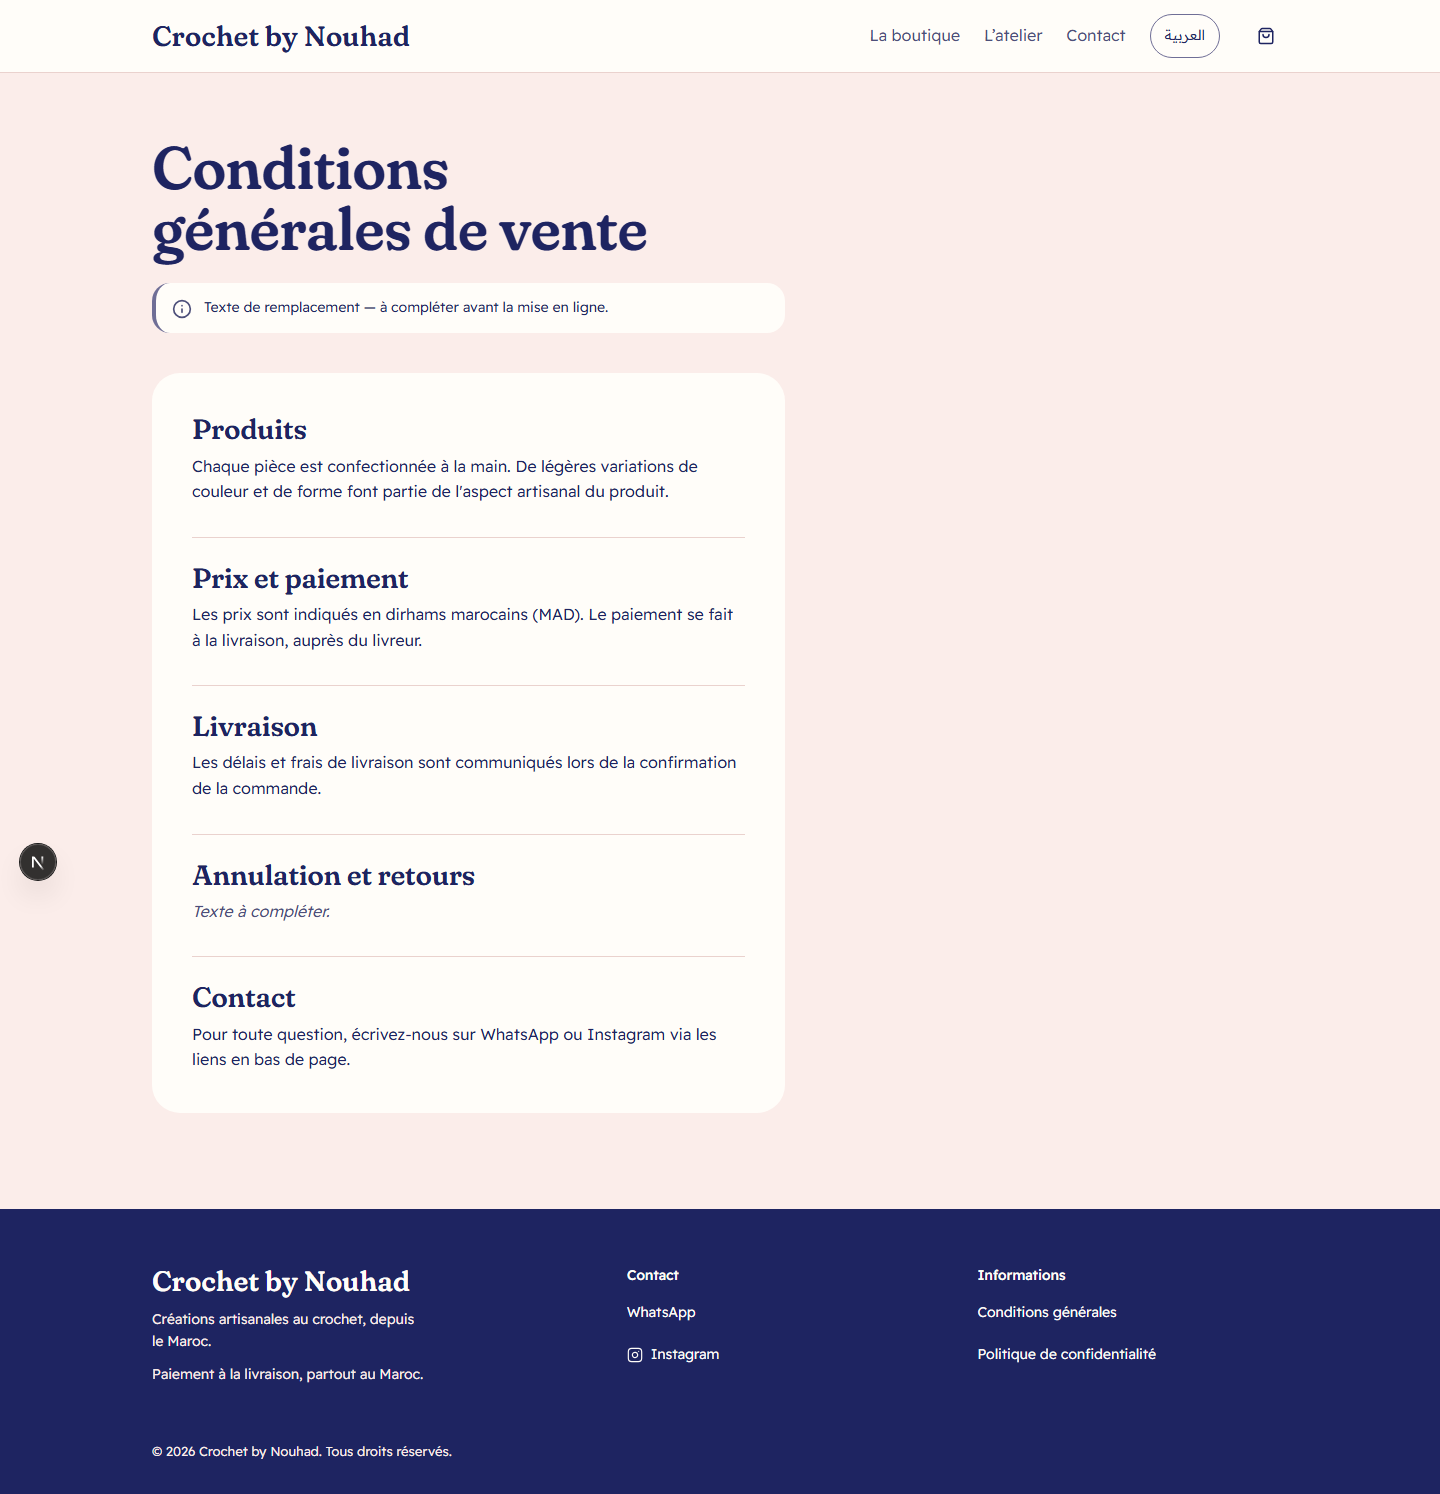 Crochet by Nouhad
La boutique
L’atelier
Contact
العربية
Conditions
générales de vente
Texte de remplacement — à compléter avant la mise en ligne.
Produits
Chaque pièce est confectionnée à la main. De légères variations de
couleur et de forme font partie de l'aspect artisanal du produit.
Prix et paiement
Les prix sont indiqués en dirhams marocains (MAD). Le paiement se fait
à la livraison, auprès du livreur.
Livraison
Les délais et frais de livraison sont communiqués lors de la confirmation
de la commande.
Annulation et retours
Texte à compléter.
Contact
Pour toute question, écrivez-nous sur WhatsApp ou Instagram via les
liens en bas de page.
N
Crochet by Nouhad
Créations artisanales au crochet, depuis
le Maroc.
Paiement à la livraison, partout au Maroc.
Contact
WhatsApp
Instagram
Informations
Conditions générales
Politique de confidentialité
© 2026 Crochet by Nouhad. Tous droits réservés.